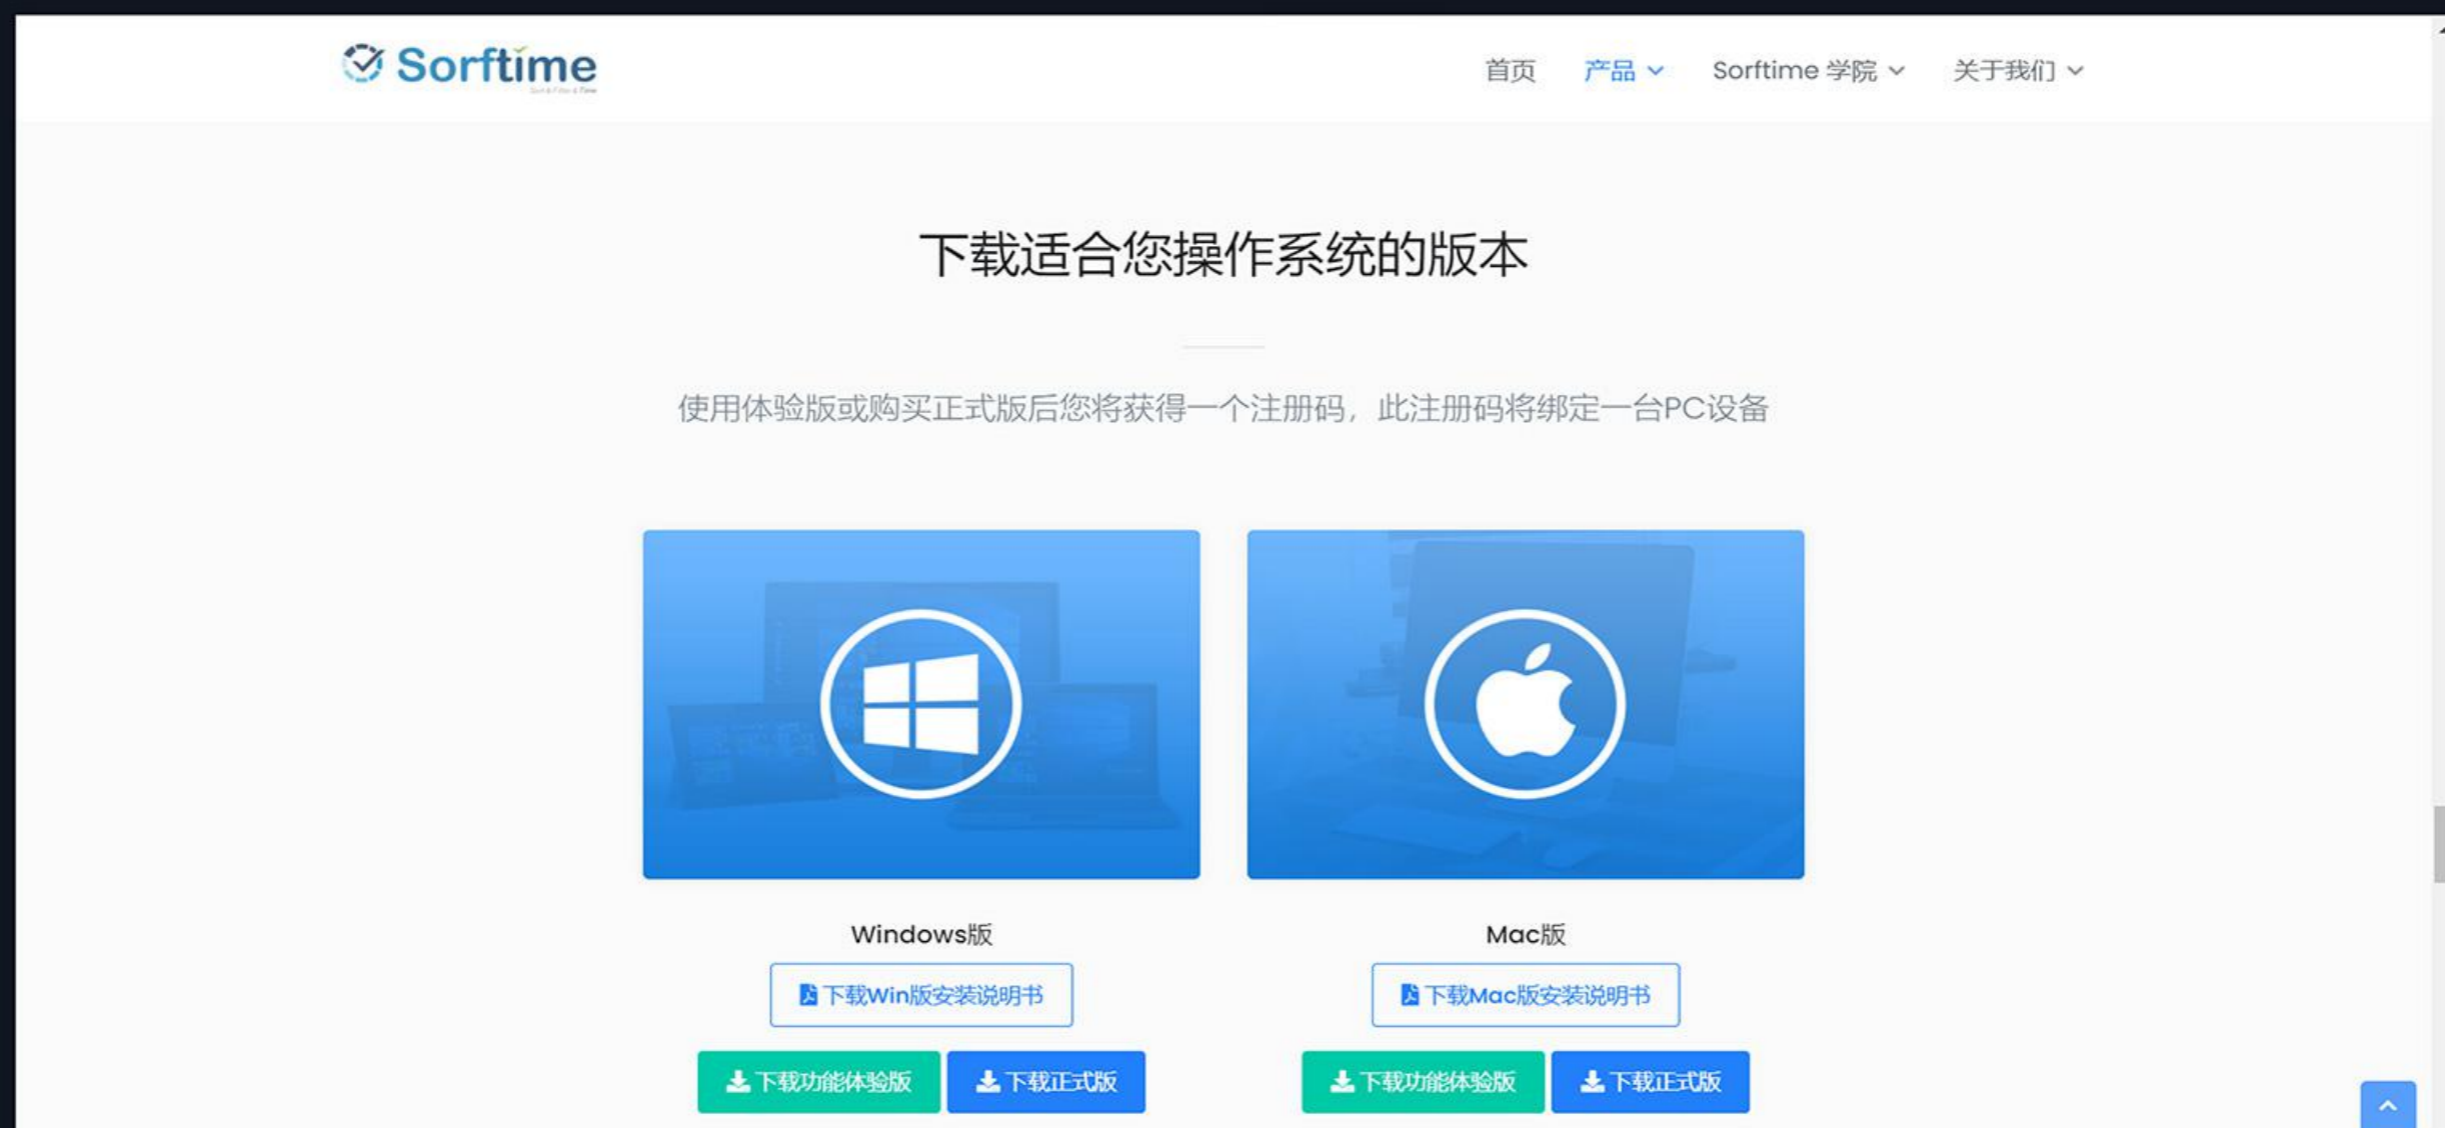 Sorftime
首页 产品 Sorftime 学院 关于我们
下载适合您操作系统的版本
使用体验版或购买正式版后您将获得一个注册码，此注册码将绑定一台PC设备
Windows版 Mac版
下载Win版安装说明书 下载Mac版安装说明书
下载功能体验版 下载正式版 下载功能体验版 下载正式版